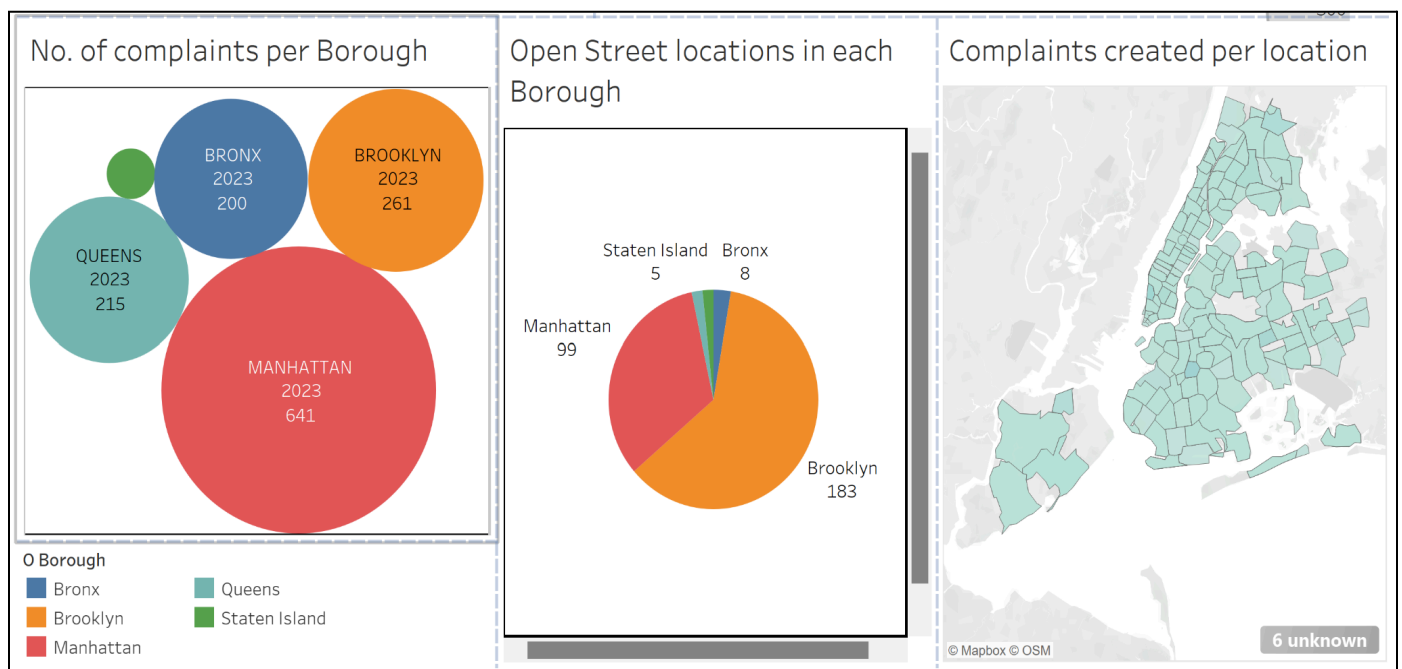 No. of complaints per Borough
BRONX
2023
200
BROOKLYN
2023
261
QUEENS
2023
215
MANHATTAN
2023
641
O Borough
Bronx
Queens
Brooklyn
Staten Island
Manhattan
Open Street locations in each
Borough
Staten Island
5
Bronx
8
Manhattan
99
Brooklyn
183
Complaints created per location
© Mapbox © OSM
6 unknown